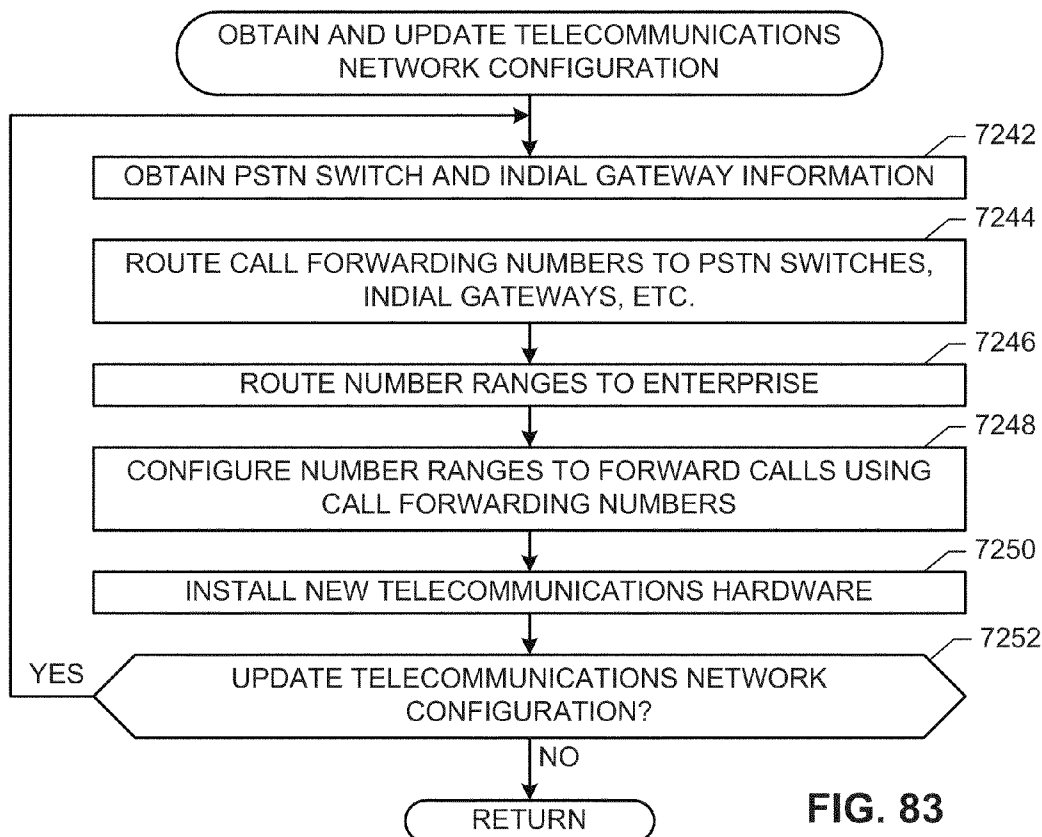 OBTAIN AND UPDATE TELECOMMUNICATIONS
NETWORK CONFIGURATION
7242
OBTAIN PSTN SWITCH AND INDIAL GATEWAY INFORMATION
7244
ROUTE CALL FORWARDING NUMBERS TO PSTN SWITCHES,
INDIAL GATEWAYS, ETC.
7246
ROUTE NUMBER RANGES TO ENTERPRISE
7248
CONFIGURE NUMBER RANGES TO FORWARD CALLS USING
CALL FORWARDING NUMBERS
7250
INSTALL NEW TELECOMMUNICATIONS HARDWARE
7252
YES
UPDATE TELECOMMUNICATIONS NETWORK
CONFIGURATION?
NO
RETURN
FIG. 83